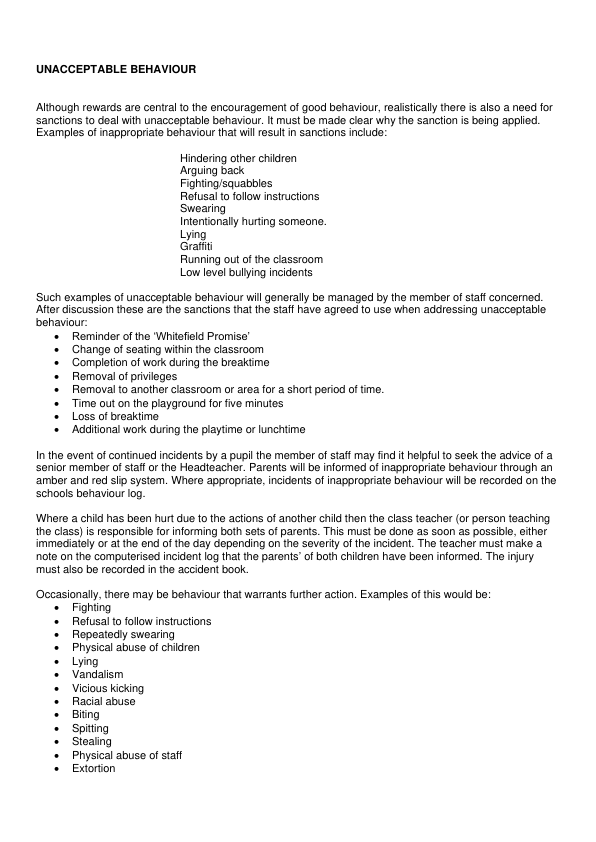 UNACCEPTABLE BEHAVIOUR
Although rewards are central to the encouragement of good behaviour, realistically there is also a need for
sanctions to deal with unacceptable behaviour. It must be made clear why the sanction is being applied.
Examples of inappropriate behaviour that will result in sanctions include:
Hindering other children
Arguing back
Fighting/squabbles
Refusal to follow instructions
Swearing
Intentionally hurting someone.
Lying
Graffiti
Running out of the classroom
Low level bullying incidents
Such examples of unacceptable behaviour will generally be managed by the member of staff concerned.
After discussion these are the sanctions that the staff have agreed to use when addressing unacceptable
behaviour:
• Reminder of the ‘Whitefield Promise’
• Change of seating within the classroom
• Completion of work during the breaktime
• Removal of privileges
• Removal to another classroom or area for a short period of time.
• Time out on the playground for five minutes
• Loss of breaktime
• Additional work during the playtime or lunchtime
In the event of continued incidents by a pupil the member of staff may find it helpful to seek the advice of a
senior member of staff or the Headteacher. Parents will be informed of inappropriate behaviour through an
amber and red slip system. Where appropriate, incidents of inappropriate behaviour will be recorded on the
schools behaviour log.
Where a child has been hurt due to the actions of another child then the class teacher (or person teaching
the class) is responsible for informing both sets of parents. This must be done as soon as possible, either
immediately or at the end of the day depending on the severity of the incident. The teacher must make a
note on the computerised incident log that the parents’ of both children have been informed. The injury
must also be recorded in the accident book.
Occasionally, there may be behaviour that warrants further action. Examples of this would be:
• Fighting
• Refusal to follow instructions
• Repeatedly swearing
• Physical abuse of children
• Lying
• Vandalism
• Vicious kicking
• Racial abuse
• Biting
• Spitting
• Stealing
• Physical abuse of staff
• Extortion